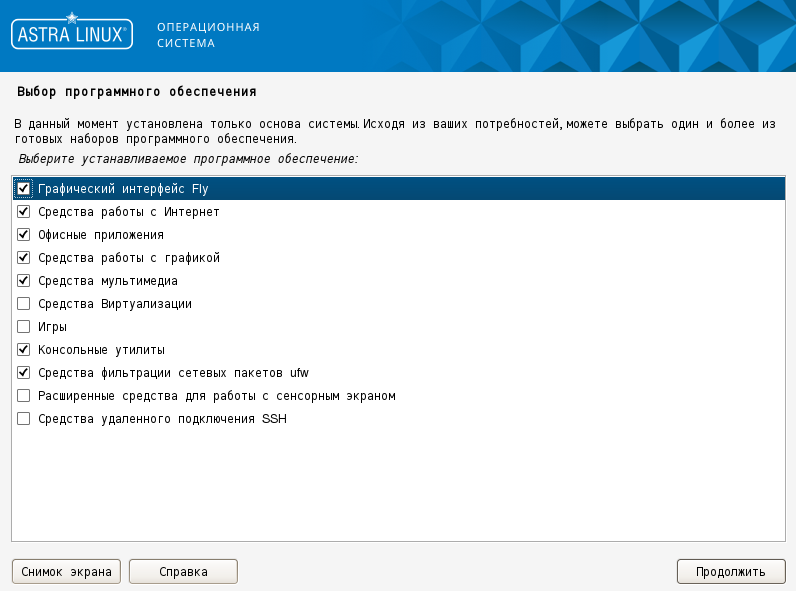 ASTRA LINUX®
ОПЕРАЦИОННАЯ
СИСТЕМА
Выбор программного обеспечения
В данный момент установлена только основа системы. Исходя из ваших потребностей, можете выбрать один и более из
готовых наборов программного обеспечения.
Выберите устанавливаемое программное обеспечение:
Графический интерфейс Fly
Средства работы с Интернет
Офисные приложения
Средства работы с графикой
Средства мультимедиа
Средства Виртуализации
Игры
Консольные утилиты
Средства фильтрации сетевых пакетов ufw
Расширенные средства для работы с сенсорным экраном
Средства удаленного подключения SSH
Снимок экрана
Справка
Продолжить